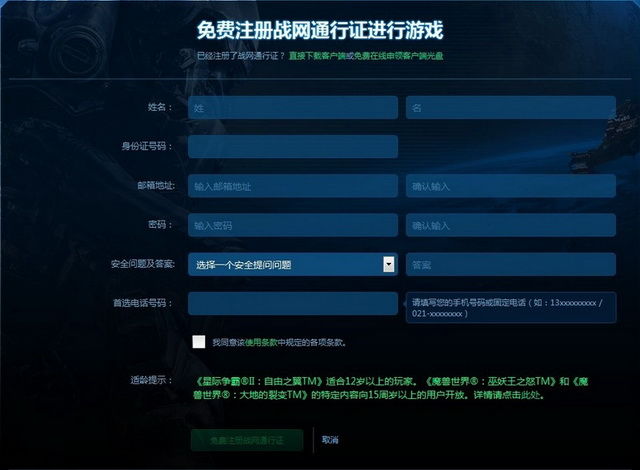 免费注册战网通行证进行游戏
已经注册了战网通行证？ 直接下载客户端或免费在线申领客户端光盘
姓名： 姓 名
身份证号码：
邮箱地址: 输入邮箱地址 确认输入
密码： 输入密码 确认输入
安全问题及答案: 选择一个安全提问问题 答案
首选电话号码： 请填写您的手机号码或固定电话（如：13xxxxxxxxx /
021-xxxxxxxx）
我同意该使用条款中规定的各项条款。
适龄提示： 《星际争霸®II：自由之翼TM》适合12岁以上的玩家。《魔兽世界®：巫妖王之怒TM》和《魔
兽世界®：大地的裂变TM》的特定内容向15周岁以上的用户开放。详情请点击此处。
免费注册战网通行证 取消